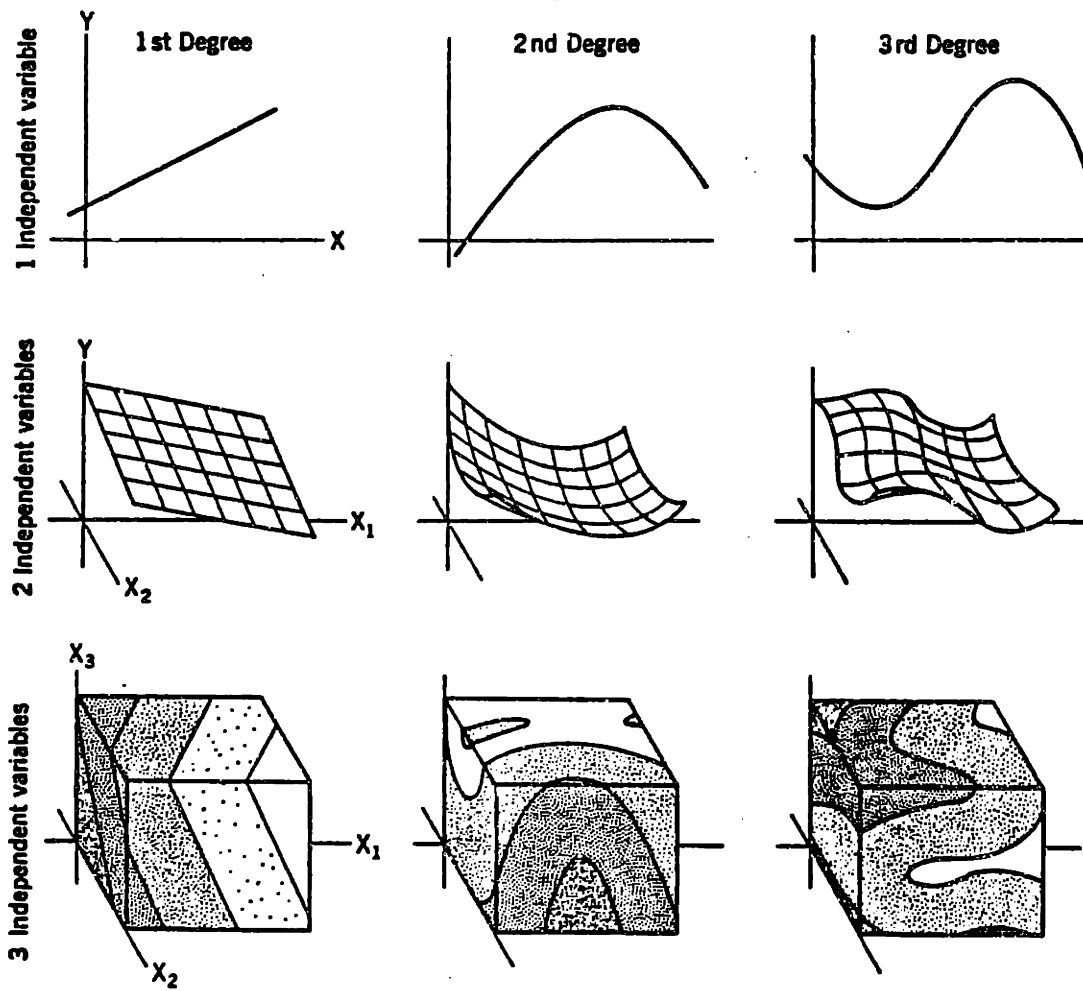 Y
1st Degree
2nd Degree
3rd Degree
1 Independent variable
X
Y
2 Independent variables
X₁
X₂
X₃
3 Independent variables
X₁
X₂